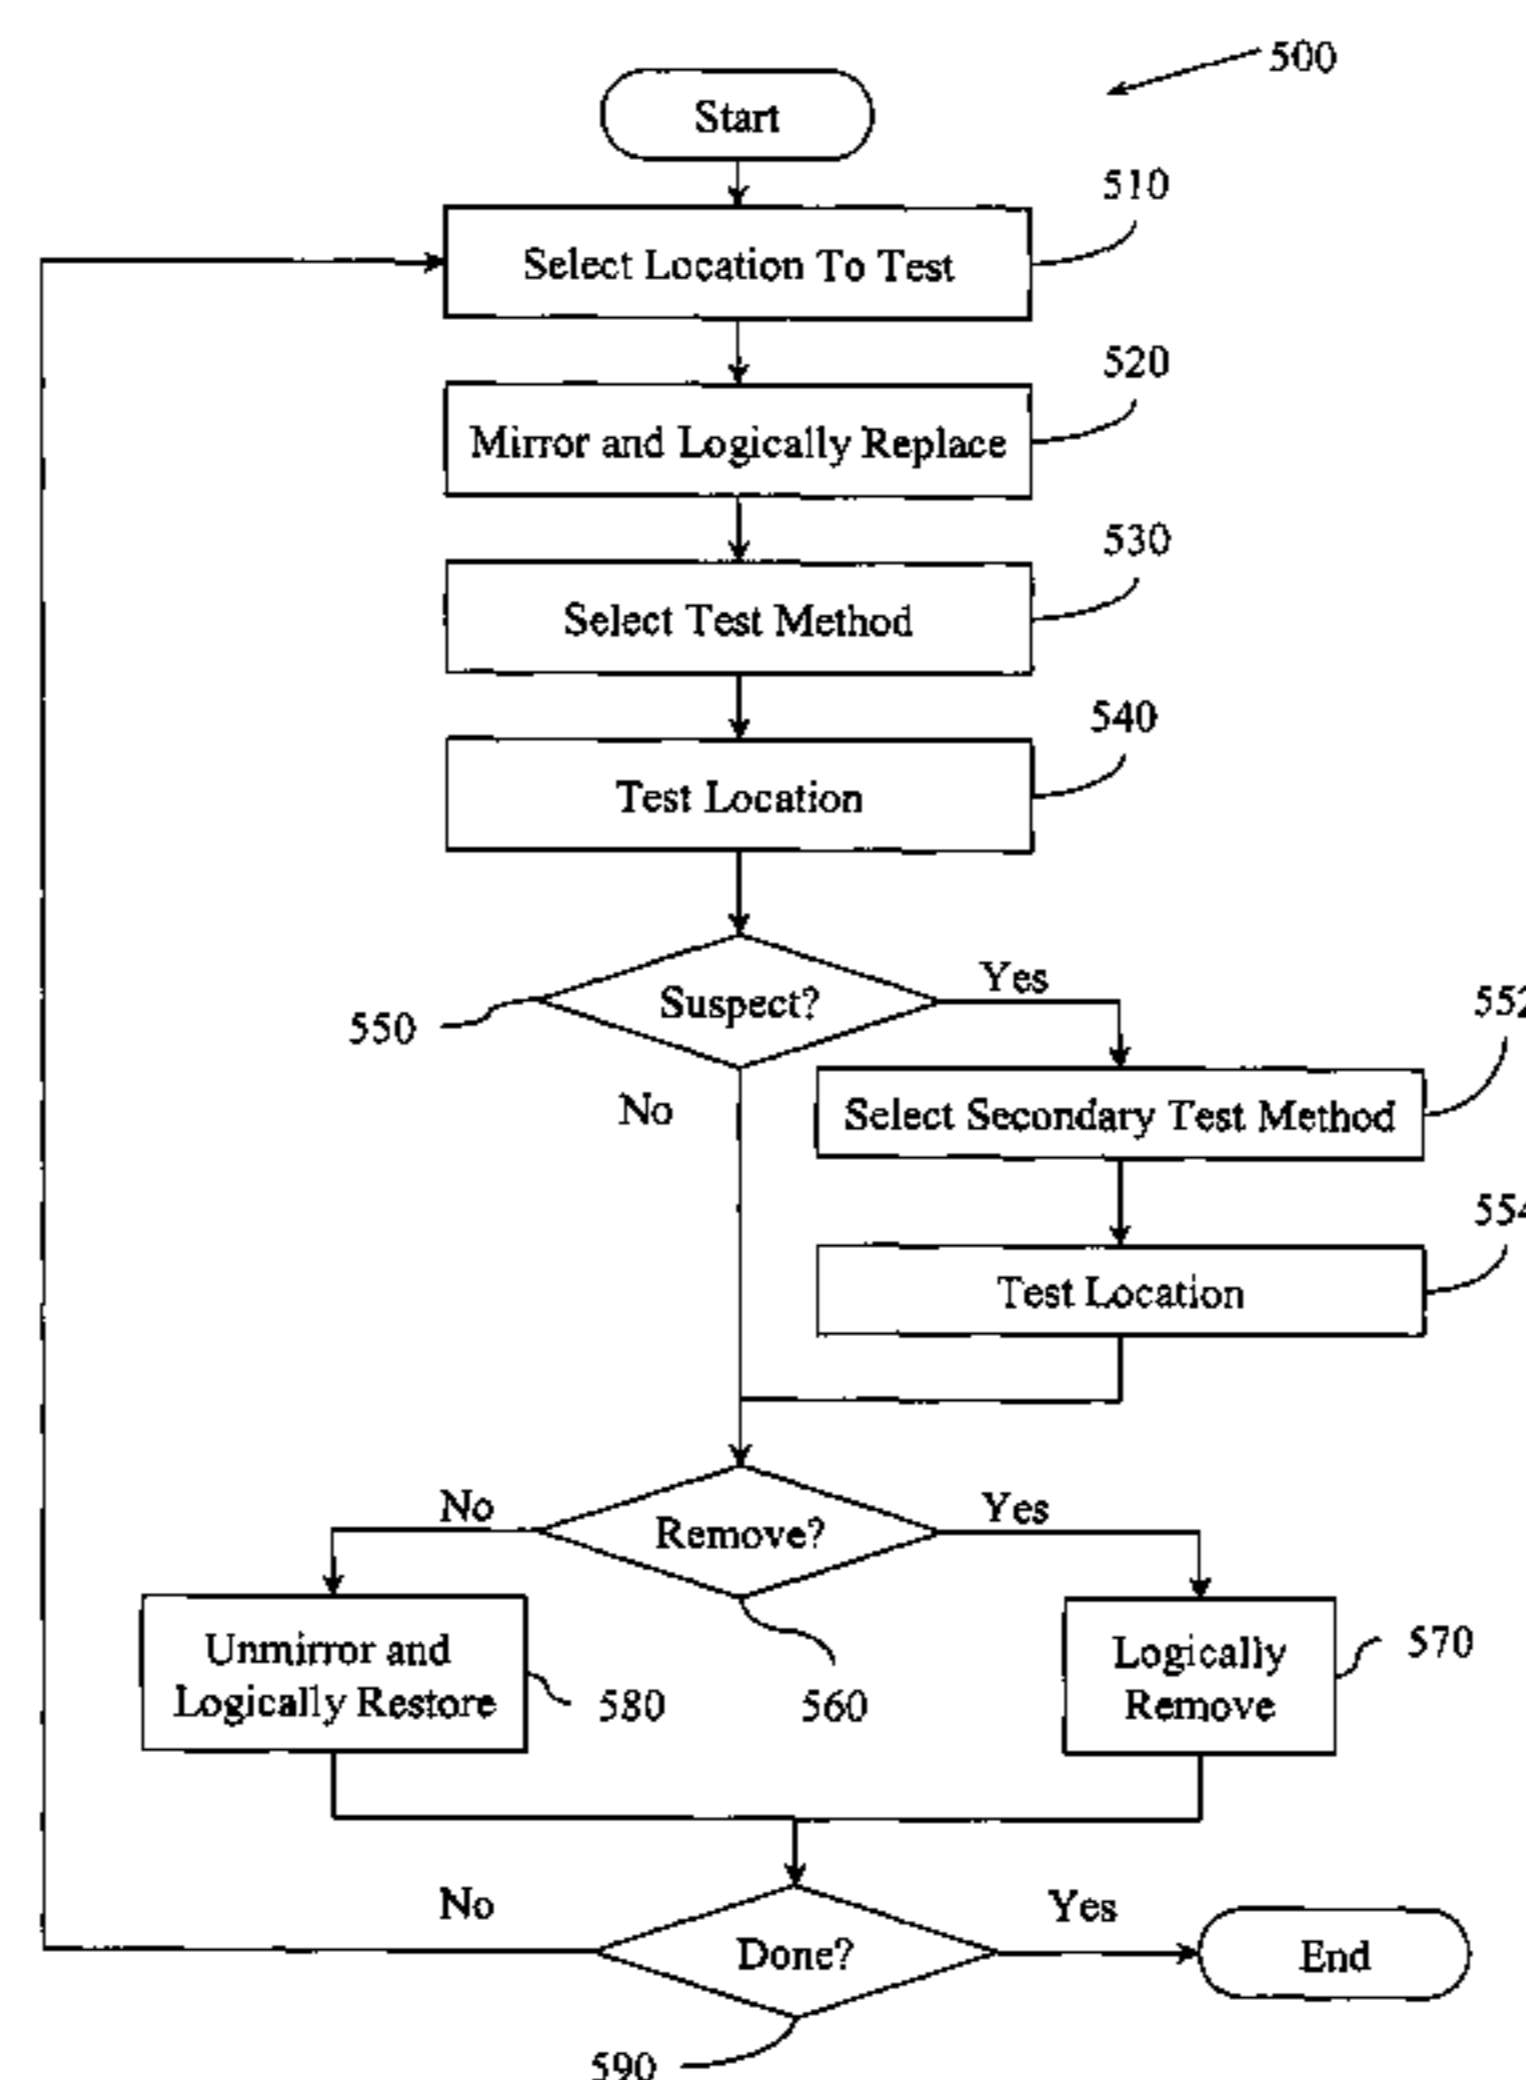 500
Start
510
Select Location To Test
520
Mirror and Logically Replace
530
Select Test Method
540
Test Location
550
Suspect?
Yes
No
552
Select Secondary Test Method
554
Test Location
No
Remove?
Yes
Unmirror and
Logically Restore
580
560
Logically
Remove
570
No
Done?
Yes
End
590